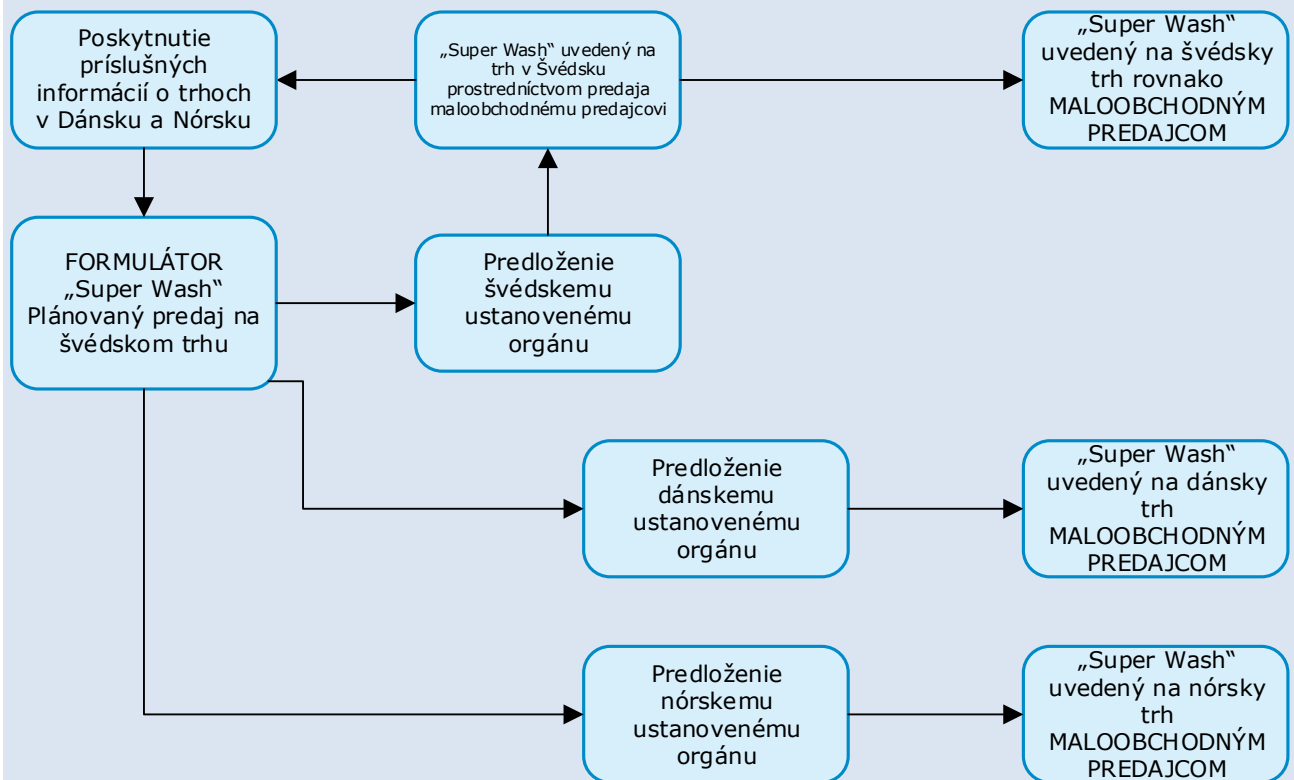 Poskytnutie
príslušných
informácií o trhoch
v Dánsku a Nórsku
„Super Wash“ uvedený na
trh v Švédsku
prostredníctvom predaja
maloobchodnému predajcovi
„Super Wash“
uvedený na švédsky
trh rovnako
MALOOBCHODNÝM
PREDAJCOM
FORMULÁTOR
„Super Wash“
Plánovaný predaj na
švédskom trhu
Predloženie
švédskemu
ustanovenému
orgánu
Predloženie
dánskemu
ustanovenému
orgánu
„Super Wash“
uvedený na dánsky
trh
MALOOBCHODNÝM
PREDAJCOM
Predloženie
nórskemu
ustanovenému
orgánu
„Super Wash“
uvedený na nórsky
trh
MALOOBCHODNÝM
PREDAJCOM